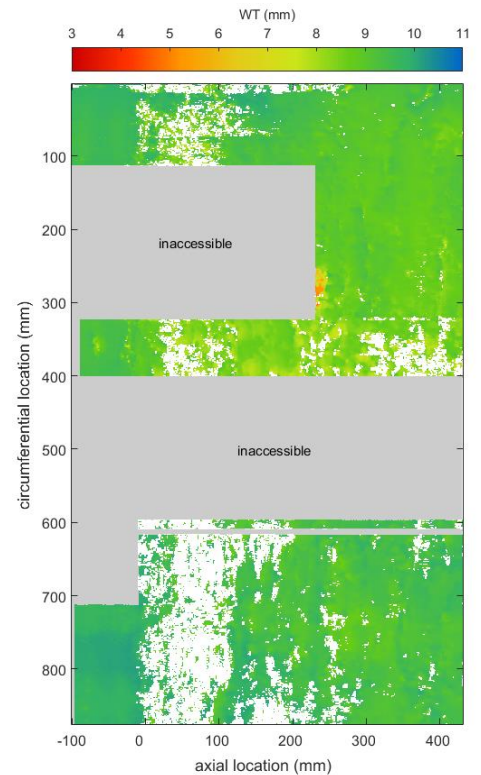 WT (mm)
3 4 5 6 7 8 9 10 11
100
200
inaccessible
300
400
500
inaccessible
600
700
800
circumferential location (mm)
-100 0 100 200 300 400
axial location (mm)